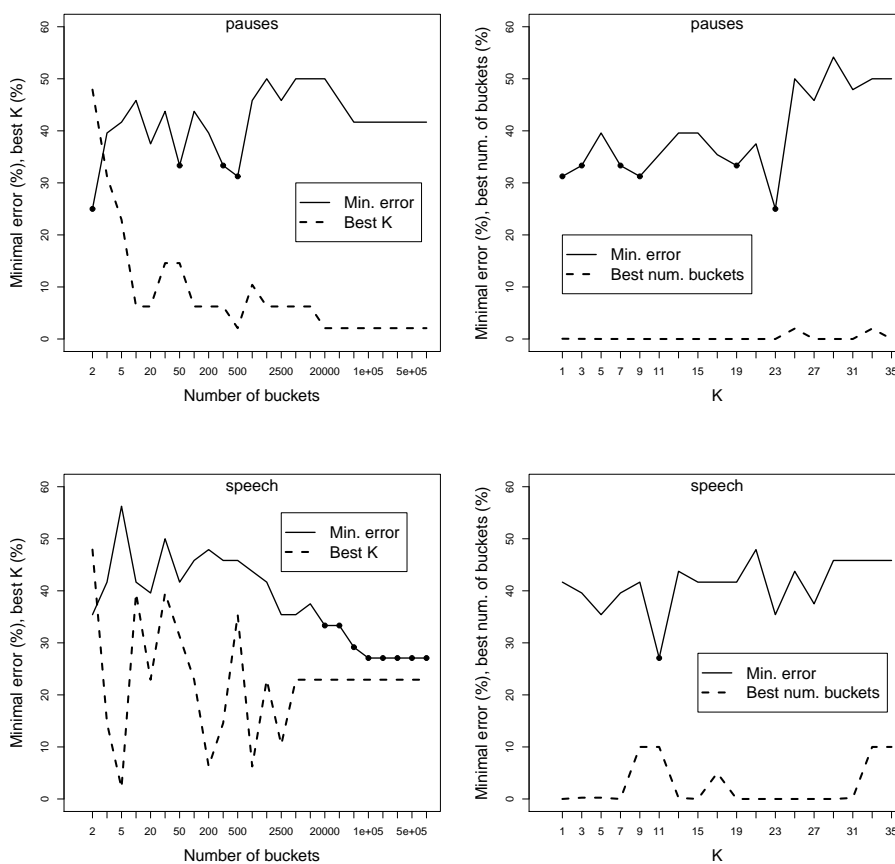 pauses
Minimal error (%), best K (%)
60
50
40
30
20
10
0
Min. error
Best K
2 5 20 50 200 500 2500 20000 1e+05 5e+05
Number of buckets
pauses
Minimal error (%), best num. of buckets (%)
60
50
40
30
20
10
0
Min. error
Best num. buckets
1 3 5 7 9 11 15 19 23 27 31 35
K
speech
Minimal error (%), best K (%)
60
50
40
30
20
10
0
Min. error
Best K
2 5 20 50 200 500 2500 20000 1e+05 5e+05
Number of buckets
speech
Minimal error (%), best num. of buckets (%)
60
50
40
30
20
10
0
Min. error
Best num. buckets
1 3 5 7 9 11 15 19 23 27 31 35
K